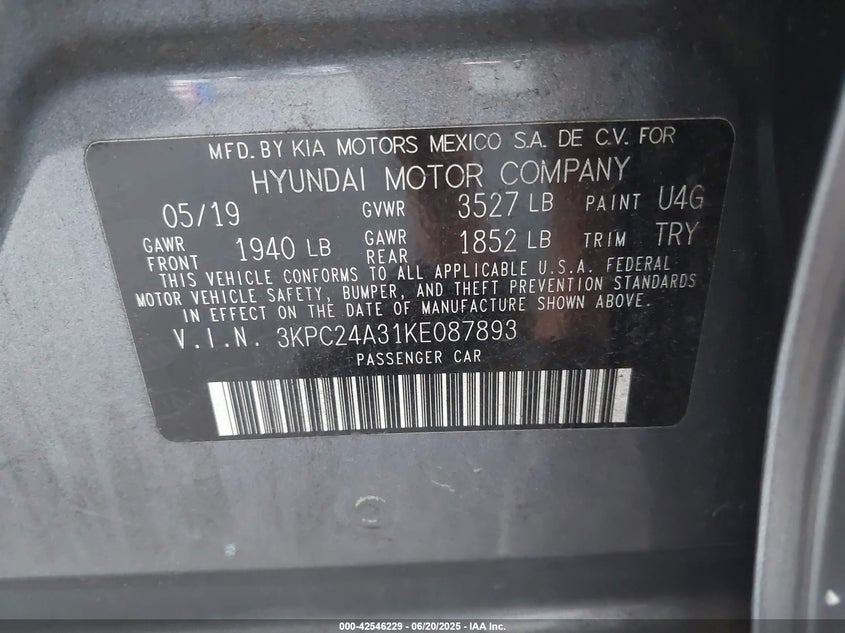 MFD. BY KIA MOTORS MEXICO S.A. DE C.V. FOR
HYUNDAI MOTOR COMPANY
05/19 GVWR 3527 LB PAINT U4G
GAWR FRONT 1940 LB GAWR REAR 1852 LB TRIM TRY
THIS VEHICLE CONFORMS TO ALL APPLICABLE U.S.A. FEDERAL
MOTOR VEHICLE SAFETY, BUMPER, AND THEFT PREVENTION STANDARDS
IN EFFECT ON THE DATE OF MANUFACTURE SHOWN ABOVE.
V.I.N. 3KPC24A31KE087893
PASSENGER CAR
000-42546229 - 06/20/2025 - IAA Inc.